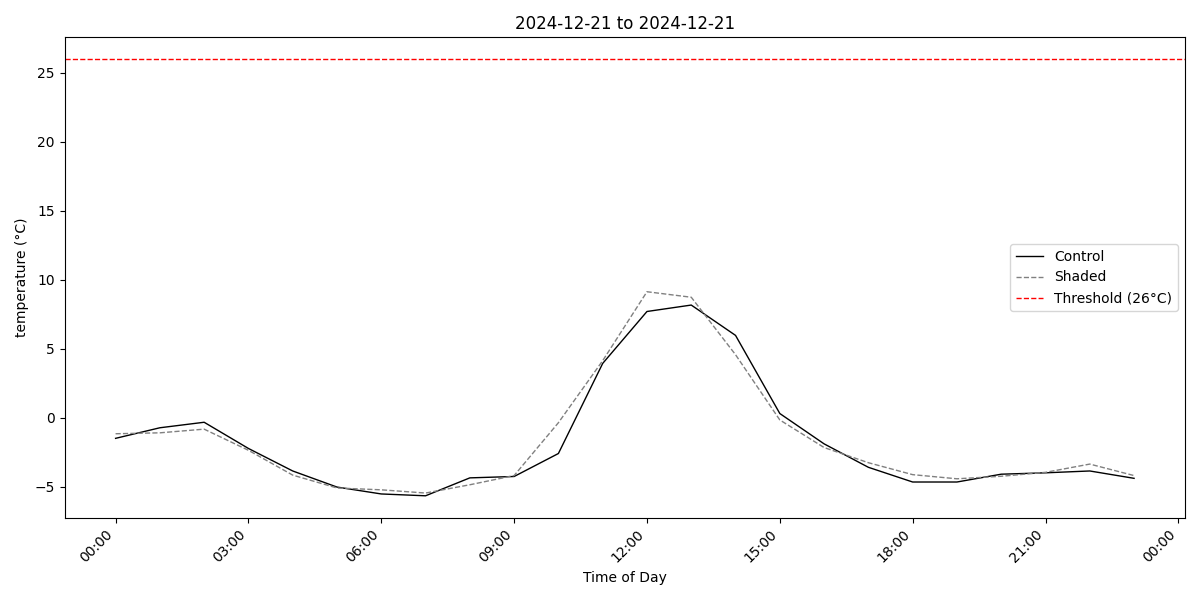 2024-12-21 to 2024-12-21
temperature (°C)
25
20
15
10
5
0
−5
Control
Shaded
Threshold (26°C)
00:00
03:00
06:00
09:00
12:00
15:00
18:00
21:00
00:00
Time of Day